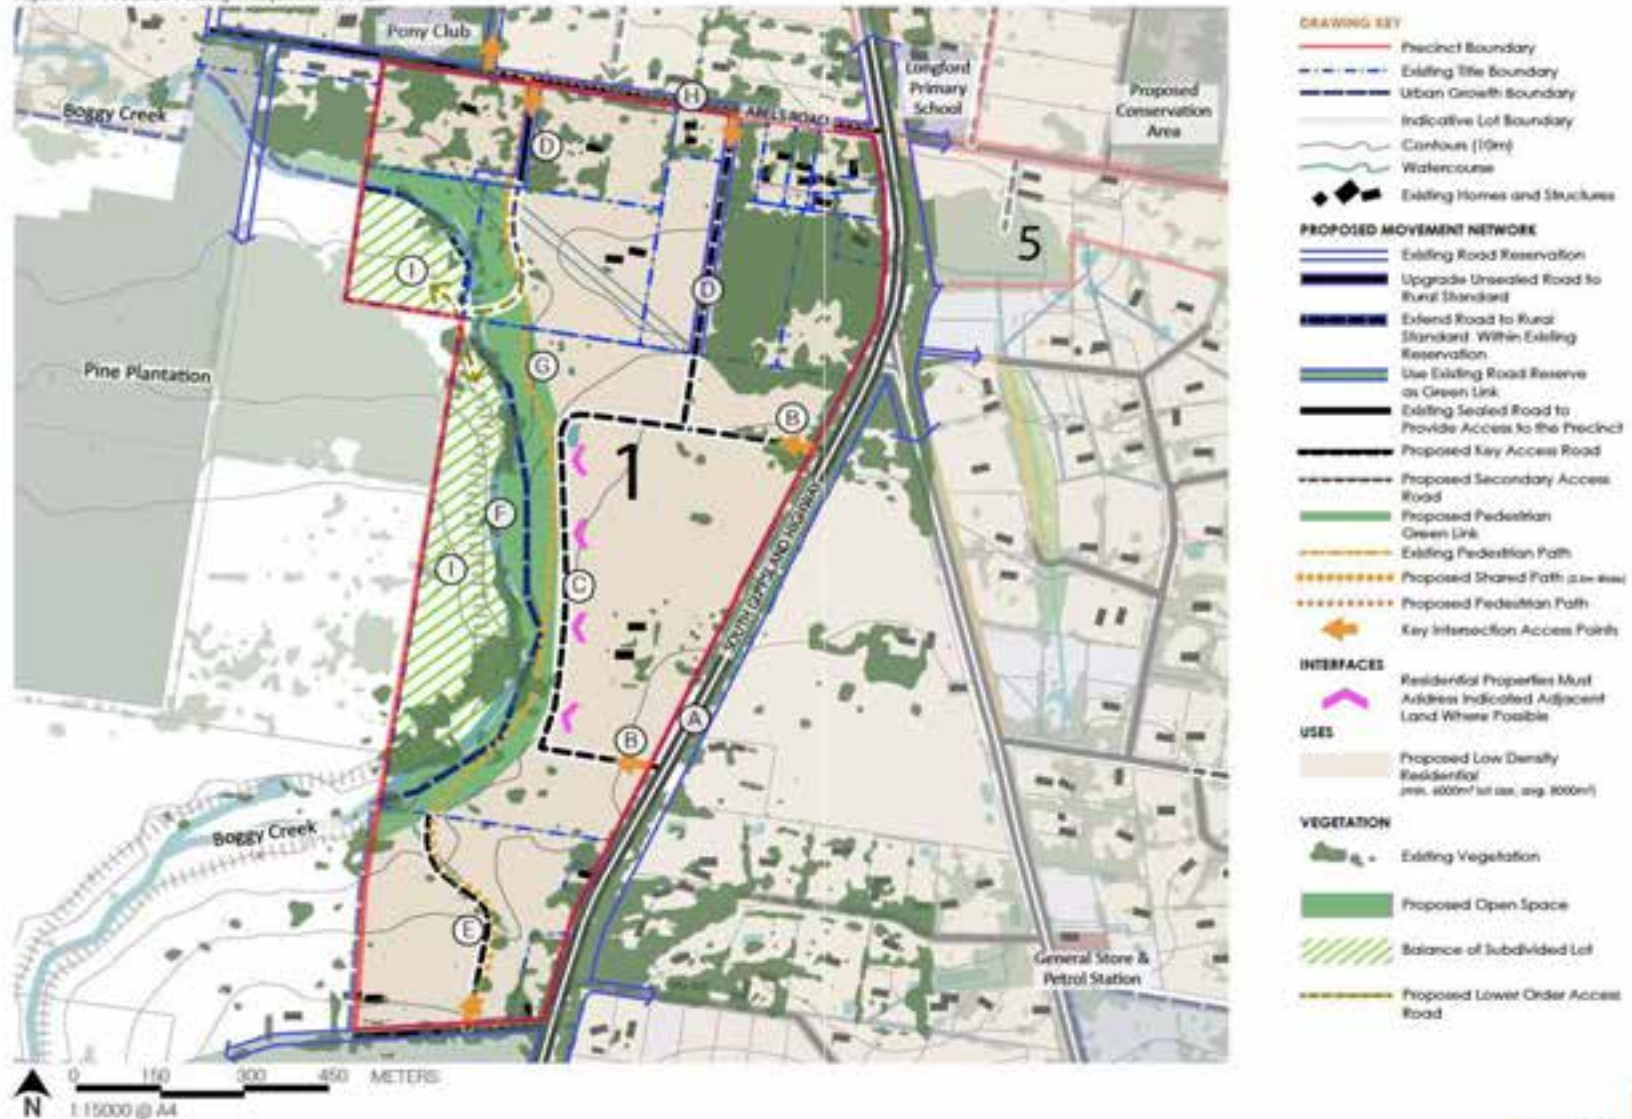 Pony Club
Boggy Creek
Longford
Primary
School
Proposed
Conservation
Area
H
ABELS ROAD
D
5
I
D
Pine Plantation
G
B
1
F
I
C
SOUTH GIPPSLAND HIGHWAY
A
B
Boggy Creek
E
General Store &
Petrol Station
N
0 150 300 450 METERS
1:15000 @ A4
DRAWING KEY
Precinct Boundary
Existing Title Boundary
Urban Growth Boundary
Indicative Lot Boundary
Contours (10m)
Watercourse
Existing Homes and Structures
PROPOSED MOVEMENT NETWORK
Existing Road Reservation
Upgrade Unsealed Road to
Rural Standard
Extend Road to Rural
Standard Within Existing
Reservation
Use Existing Road Reserve
as Green Link
Existing Sealed Road to
Provide Access to the Precinct
Proposed Key Access Road
Proposed Secondary Access
Road
Proposed Pedestrian
Green Link
Existing Pedestrian Path
Proposed Shared Path
Proposed Pedestrian Path
Key Intersection Access Points
INTERFACES
Residential Properties Must
Address Indicated Adjacent
Land Where Possible
USES
Proposed Low Density
Residential
(min. 6000m² lot size, avg. 8000m²)
VEGETATION
Existing Vegetation
Proposed Open Space
Balance of Subdivided Lot
Proposed Lower Order Access
Road